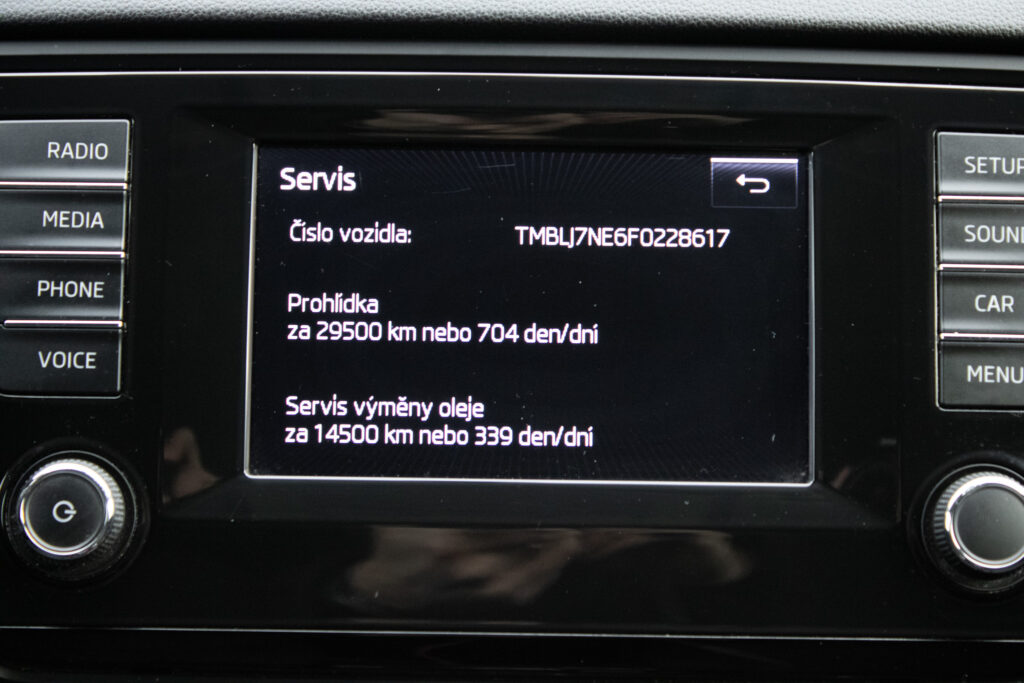 RADIO
MEDIA
PHONE
VOICE
Servis
Číslo vozidla: TMBLJ7NE6F0228617
Prohlídka
za 29500 km nebo 704 den/dní
Servis výměny oleje
za 14500 km nebo 339 den/dní
SETUP
SOUND
CAR
MENU